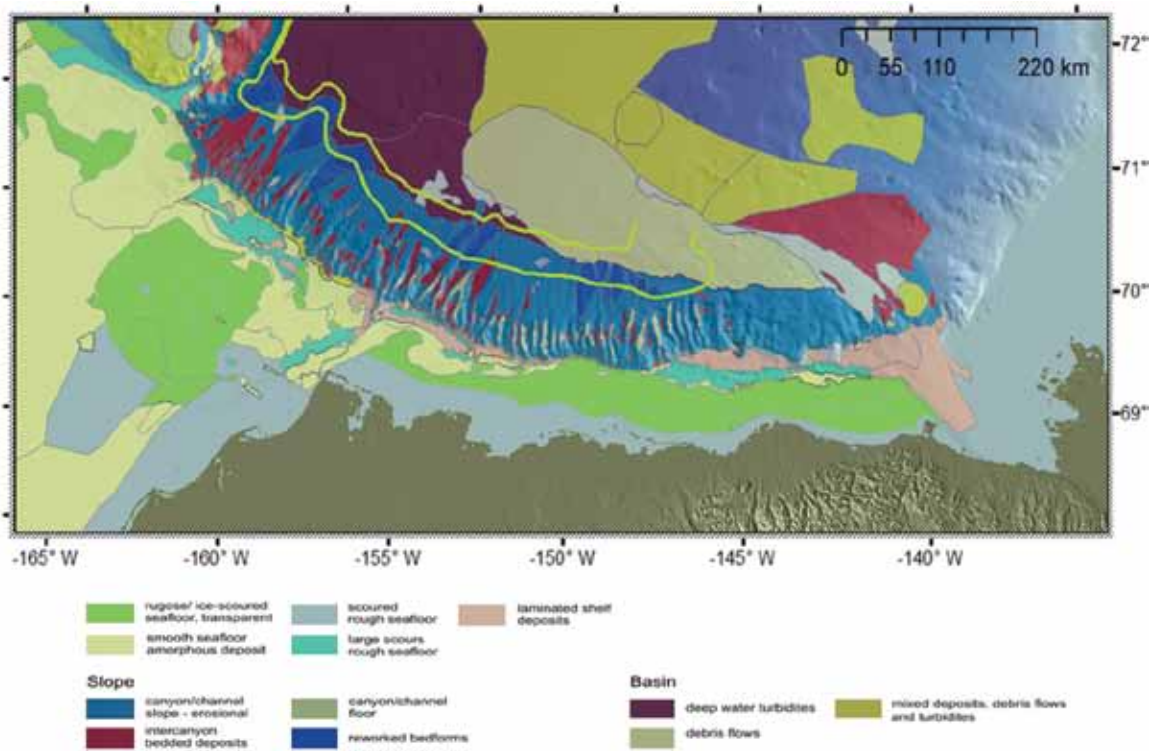 72°
0 55 110 220 km
71°
70°
69°
-165° W -160° W -155° W -150° W -145° W -140° W
rugose/ ice-scoured
seafloor, transparent
scoured
rough seafloor
laminated shelf
deposits
smooth seafloor
amorphous deposit
large scours
rough seafloor
Slope
canyon/channel
slope - erosional
canyon/channel
floor
intercanyon
bedded deposits
reworked bedforms
Basin
deep water turbidites
mixed deposits, debris flows
and turbidites
debris flows